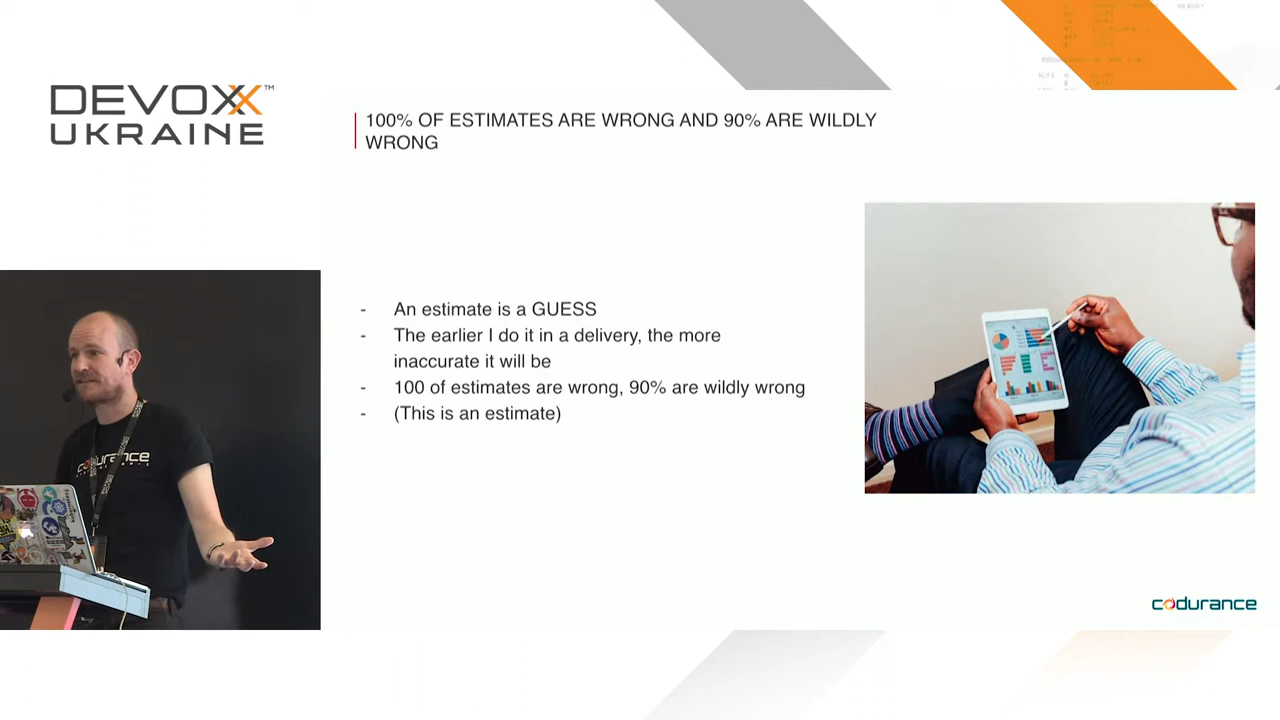 DEVOXX™
UKRAINE
100% OF ESTIMATES ARE WRONG AND 90% ARE WILDLY
WRONG
- An estimate is a GUESS
- The earlier I do it in a delivery, the more
inaccurate it will be
- 100 of estimates are wrong, 90% are wildly wrong
- (This is an estimate)
codurance
codurance